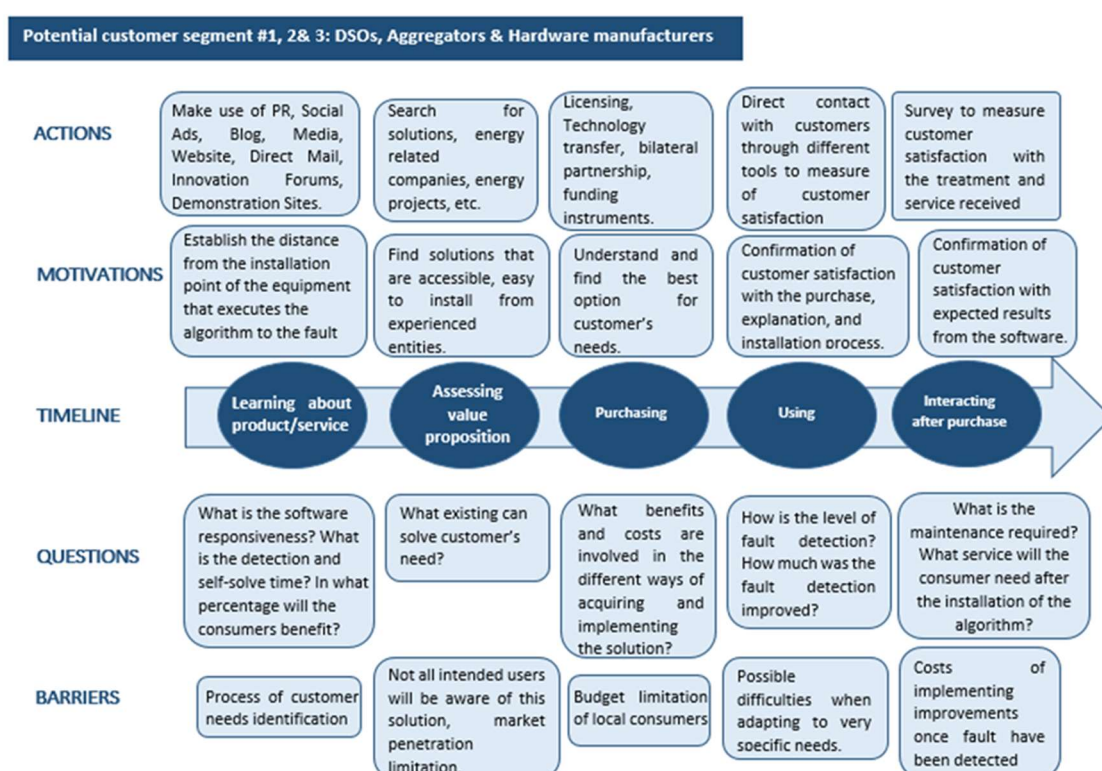 Potential customer segment #1, 2& 3: DSOs, Aggregators & Hardware manufacturers
ACTIONS
Make use of PR, Social
Ads, Blog, Media,
Website, Direct Mail,
Innovation Forums,
Demonstration Sites.
Search for
solutions, energy
related
companies, energy
projects, etc.
Licensing,
Technology
transfer, bilateral
partnership,
funding
instruments.
Direct contact
with customers
through different
tools to measure
of customer
satisfaction
Survey to measure
customer
satisfaction with
the treatment and
service received
MOTIVATIONS
Establish the distance
from the installation
point of the equipment
that executes the
algorithm to the fault
Find solutions that
are accessible, easy
to install from
experienced
entities.
Understand and
find the best
option for
customer's
needs.
Confirmation of
customer satisfaction
with the purchase,
explanation, and
installation process.
Confirmation of
customer
satisfaction with
expected results
from the software.
TIMELINE
Learning about
product/service
Assessing
value
proposition
Purchasing
Using
Interacting
after purchase
QUESTIONS
What is the software
responsiveness? What
is the detection and
self-solve time? In what
percentage will the
consumers benefit?
What existing can
solve customer's
need?
What benefits
and costs are
involved in the
different ways of
acquiring and
implementing
the solution?
How is the level of
fault detection?
How much was the
fault detection
improved?
What is the
maintenance required?
What service will the
consumer need after
the installation of the
algorithm?
BARRIERS
Process of customer
needs identification
Not all intended users
will be aware of this
solution, market
penetration
limitation
Budget limitation
of local consumers
Possible
difficulties when
adapting to very
specific needs.
Costs of
implementing
improvements
once fault have
been detected